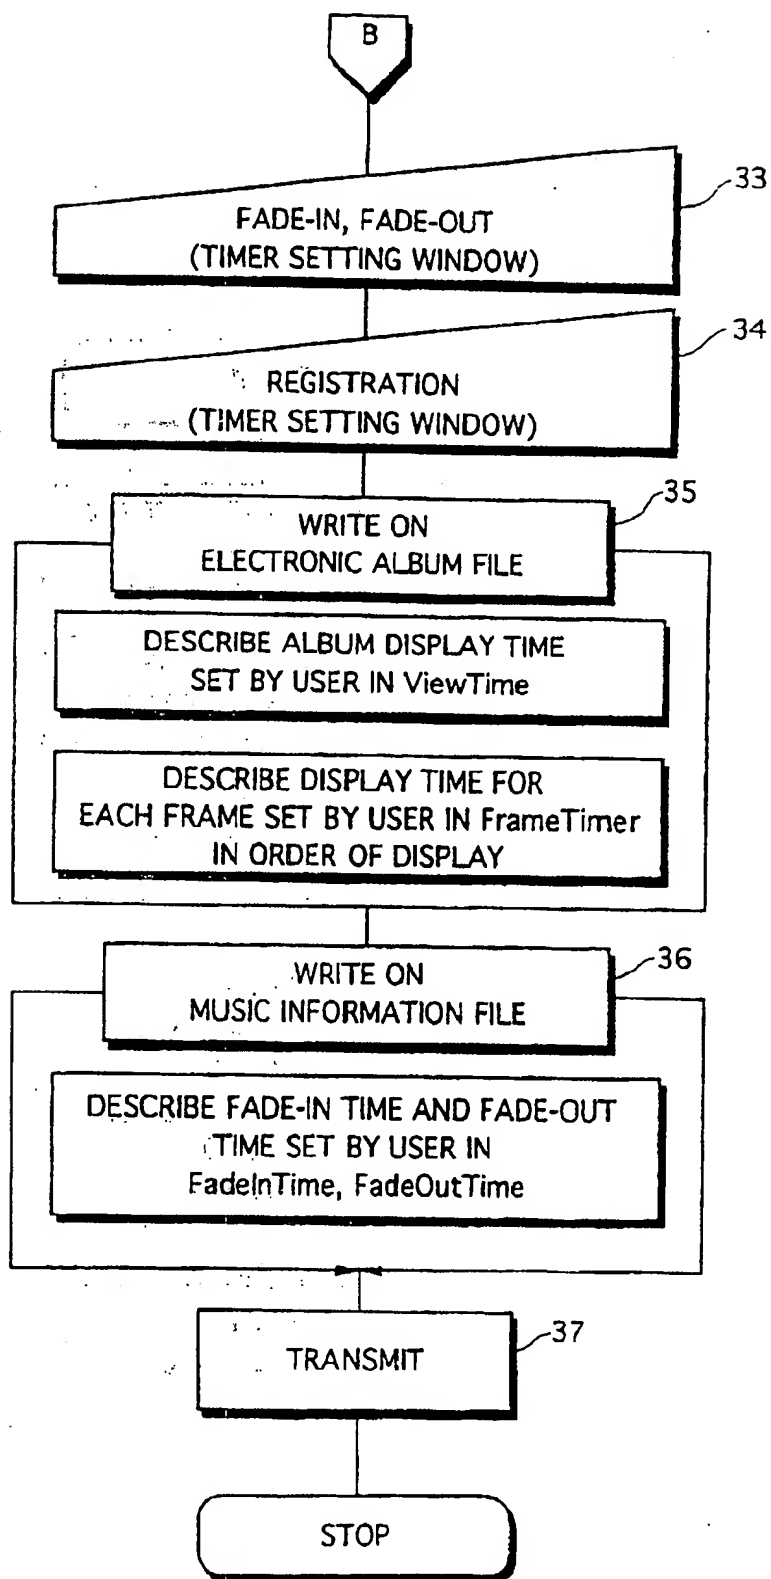 B
33
FADE-IN, FADE-OUT
(TIMER SETTING WINDOW)
34
REGISTRATION
(TIMER SETTING WINDOW)
35
WRITE ON
ELECTRONIC ALBUM FILE
DESCRIBE ALBUM DISPLAY TIME
SET BY USER IN ViewTime
DESCRIBE DISPLAY TIME FOR
EACH FRAME SET BY USER IN FrameTimer
IN ORDER OF DISPLAY
36
WRITE ON
MUSIC INFORMATION FILE
DESCRIBE FADE-IN TIME AND FADE-OUT
TIME SET BY USER IN
FadeInTime, FadeOutTime
37
TRANSMIT
STOP